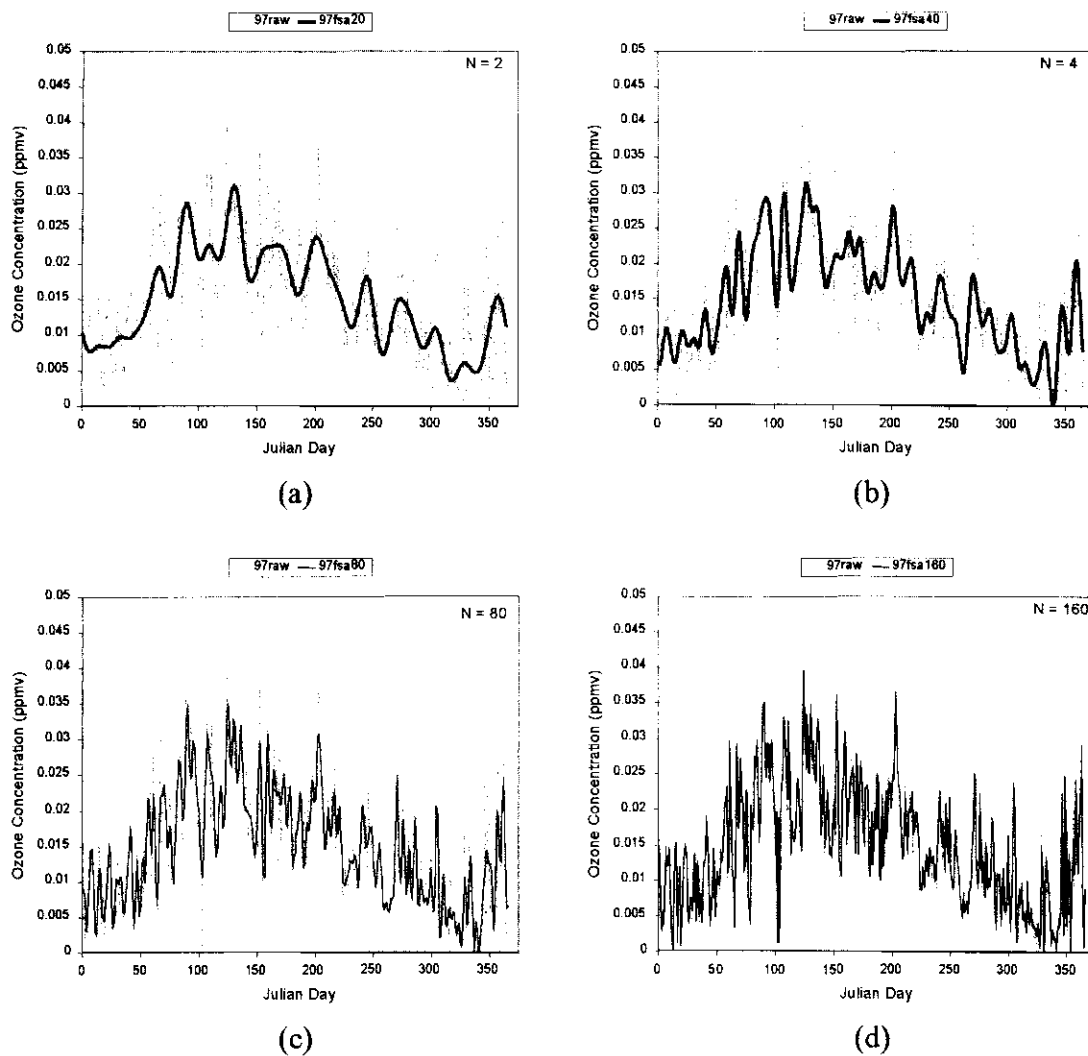 97raw 97fsa20
N = 2
0.05
0.045
0.04
0.035
0.03
0.025
0.02
0.015
0.01
0.005
0
Ozone Concentration (ppmv)
0 50 100 150 200 250 300 350
Julian Day
(a)
97raw 97fsa40
N = 4
0.05
0.045
0.04
0.035
0.03
0.025
0.02
0.015
0.01
0.005
0
Ozone Concentration (ppmv)
0 50 100 150 200 250 300 350
Julian Day
(b)
97raw 97fsa80
N = 80
0.05
0.045
0.04
0.035
0.03
0.025
0.02
0.015
0.01
0.005
0
Ozone Concentration (ppmv)
0 50 100 150 200 250 300 350
Julian Day
(c)
97raw 97fsa160
N = 160
0.05
0.045
0.04
0.035
0.03
0.025
0.02
0.015
0.01
0.005
0
Ozone Concentration (ppmv)
0 50 100 150 200 250 300 350
Julian Day
(d)